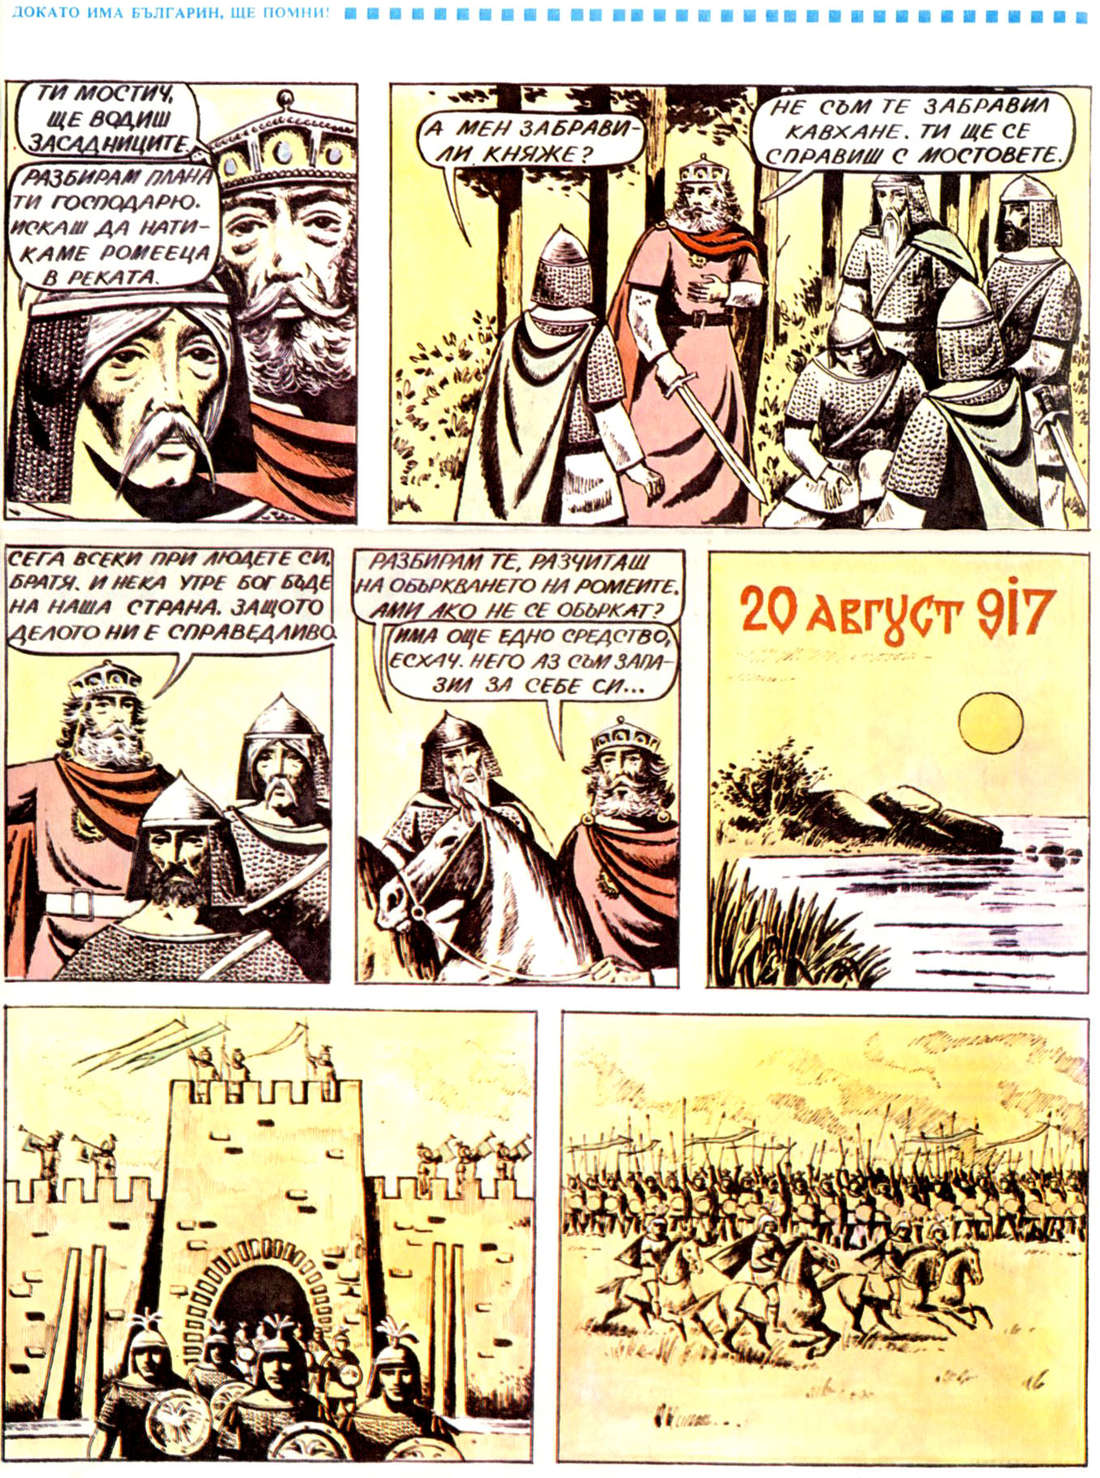 ДОКАТО ИМА БЪЛГАРИН, ЩЕ ПОМНИ!
ТИ МОСТИЧ,
ЩЕ ВОДИШ
ЗАСАДНИЦИТЕ.
РАЗБИРАМ ПЛАНА
ТИ ГОСПОДАРЮ.
ИСКАШ ДА НАТИ-
КАМЕ РОМЕЕЦА
В РЕКАТА.
А МЕН ЗАБРАВИ-
ЛИ, КНЯЖЕ?
НЕ СЪМ ТЕ ЗАБРАВИЛ
КАВХАНЕ. ТИ ЩЕ СЕ
СПРАВИШ С МОСТОВЕТЕ.
СЕГА ВСЕКИ ПРИ ЛЮДЕТЕ СИ,
БРАТЯ. И НЕКА УТРЕ БОГ БЪДЕ
НА НАША СТРАНА. ЗАЩОТО
ДЕЛОТО НИ Е СПРАВЕДЛИВО.
РАЗБИРАМ ТЕ, РАЗЧИТАШ
НА ОБЪРКВАНЕТО НА РОМЕИТЕ.
АМИ АКО НЕ СЕ ОБЪРКАТ?
ИМА ОЩЕ ЕДНО СРЕДСТВО,
ЕСХАЧ. НЕГО АЗ СЪМ ЗАПА-
ЗИЛ ЗА СЕБЕ СИ...
20 АВГУСТ 917